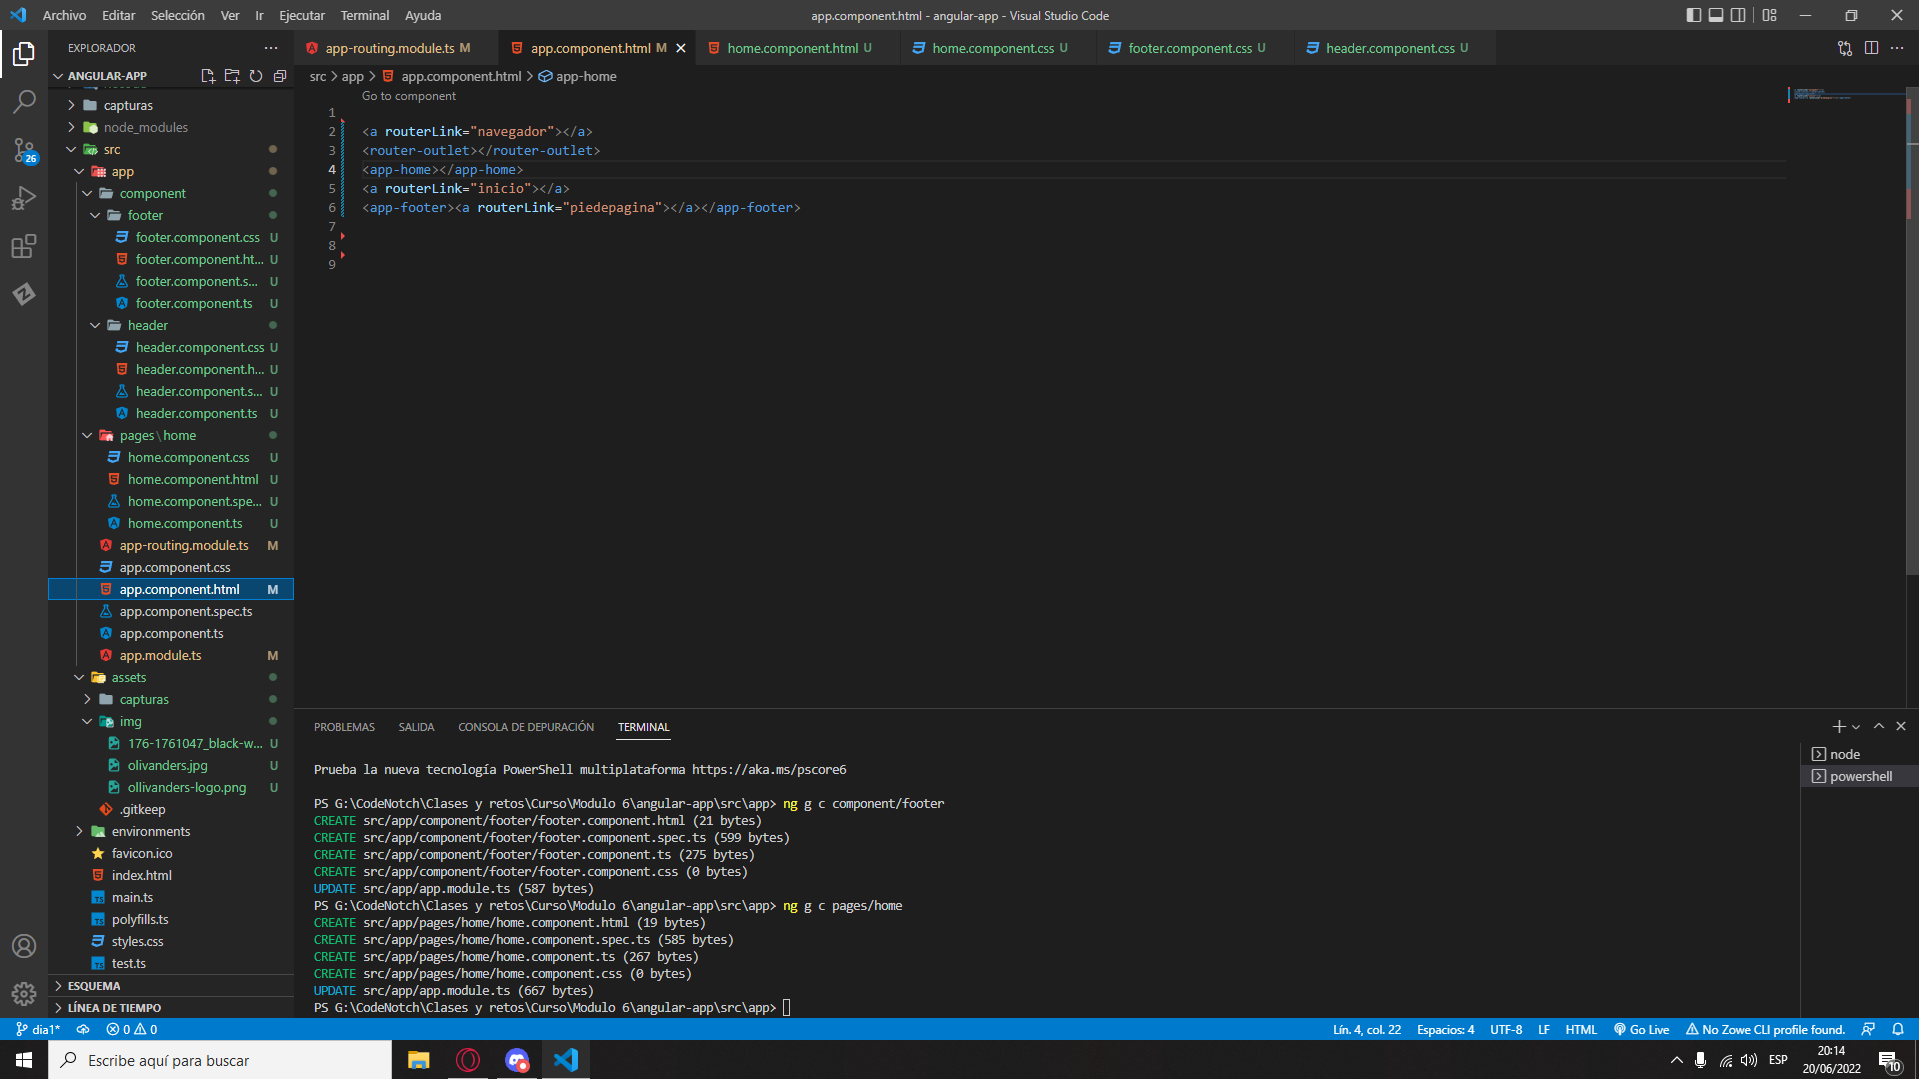 Archivo Editar Selección Ver Ir Ejecutar Terminal Ayuda
app.component.html - angular-app - Visual Studio Code
EXPLORADOR
ANGULAR-APP
capturas
node_modules
src
app
component
footer
footer.component.css U
footer.component.ht... U
footer.component.s... U
footer.component.ts U
header
header.component.css U
header.component.h... U
header.component.s... U
header.component.ts U
pages\home
home.component.css U
home.component.html U
home.component.spe... U
home.component.ts U
app-routing.module.ts M
app.component.css
app.component.html M
app.component.spec.ts
app.component.ts
app.module.ts M
assets
capturas
img
176-1761047_black-w... U
olivanders.jpg U
ollivanders-logo.png U
.gitkeep
environments
favicon.ico
index.html
main.ts
polyfills.ts
styles.css
test.ts
ESQUEMA
LÍNEA DE TIEMPO
26
app-routing.module.ts M
app.component.html M
home.component.html U
home.component.css U
footer.component.css U
header.component.css U
src > app > app.component.html > app-home
Go to component
1
2 <a routerLink="navegador"></a>
3 <router-outlet></router-outlet>
4 <app-home></app-home>
5 <a routerLink="inicio"></a>
6 <app-footer><a routerLink="piedepagina"></a></app-footer>
7
8
9
PROBLEMAS SALIDA CONSOLA DE DEPURACIÓN TERMINAL
node
powershell
Prueba la nueva tecnología PowerShell multiplataforma https://aka.ms/pscore6
PS G:\CodeNotch\Clases y retos\Curso\Modulo 6\angular-app\src\app> ng g c component/footer
CREATE src/app/component/footer/footer.component.html (21 bytes)
CREATE src/app/component/footer/footer.component.spec.ts (599 bytes)
CREATE src/app/component/footer/footer.component.ts (275 bytes)
CREATE src/app/component/footer/footer.component.css (0 bytes)
UPDATE src/app/app.module.ts (587 bytes)
PS G:\CodeNotch\Clases y retos\Curso\Modulo 6\angular-app\src\app> ng g c pages/home
CREATE src/app/pages/home/home.component.html (19 bytes)
CREATE src/app/pages/home/home.component.spec.ts (585 bytes)
CREATE src/app/pages/home/home.component.ts (267 bytes)
CREATE src/app/pages/home/home.component.css (0 bytes)
UPDATE src/app/app.module.ts (667 bytes)
PS G:\CodeNotch\Clases y retos\Curso\Modulo 6\angular-app\src\app>
dia1* 0 0
Lín. 4, col. 22 Espacios: 4 UTF-8 LF HTML Go Live No Zowe CLI profile found.
Escribe aquí para buscar
ESP
20:14
20/06/2022
10